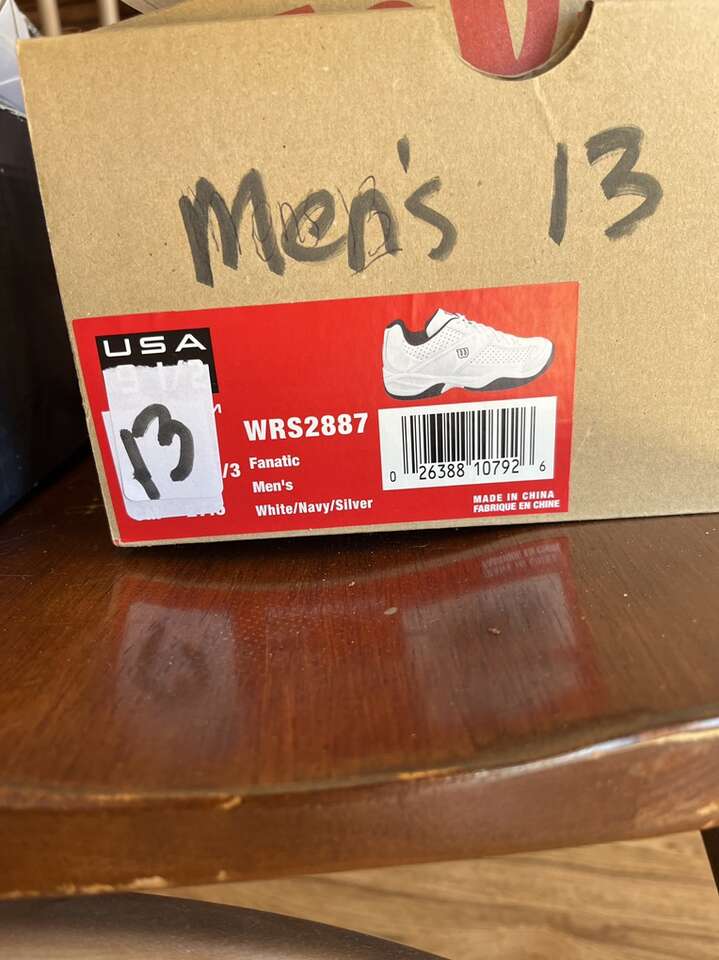 Men's 13
USA
13
/3
WRS2887
Fanatic
Men's
White/Navy/Silver
0 26388 10792 6
MADE IN CHINA
FABRIQUE EN CHINE